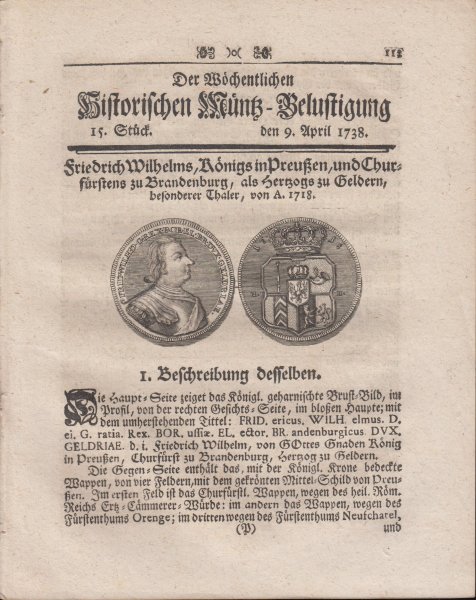 113
Der Wöchentlichen
Historischen Müntz-Belustigung
15. Stück. den 9. April 1738.
Friedrich Wilhelms, Königs in Preußen, und Chur-
fürstens zu Brandenburg, als Hertzogs zu Geldern,
besonderer Thaler, von A. 1718.
1. Beschreibung desselben.
Die Haupt-Seite zeiget das Königl. geharnischte Brust-Bild, im
Profil, von der rechten Gesichts-Seite, im bloßen Haupte; mit
dem umherstehenden Tittel: FRID. ericus. WILH. elmus. D.
ei. G. ratia. Rex. BOR. ussiæ. EL. ector. BR. andenburgicus DVX.
GELDRIAE. d. i. Friedrich Wilhelm, von GOttes Gnaden König
in Preußen, Churfürst zu Brandenburg, Hertzog zu Geldern.
Die Gegen-Seite enthält das, mit der Königl. Krone bedeckte
Wappen, von vier Feldern, mit dem gekrönten Mittel-Schild von Preu-
ßen. Im ersten Feld ist das Churfürstl. Wappen, wegen des heil. Röm.
Reichs Ertz-Cämmerer-Würde: im andern das Wappen, wegen des
Fürstenthums Orenge; im dritten wegen des Fürstenthums Neufchatel,
(P) und